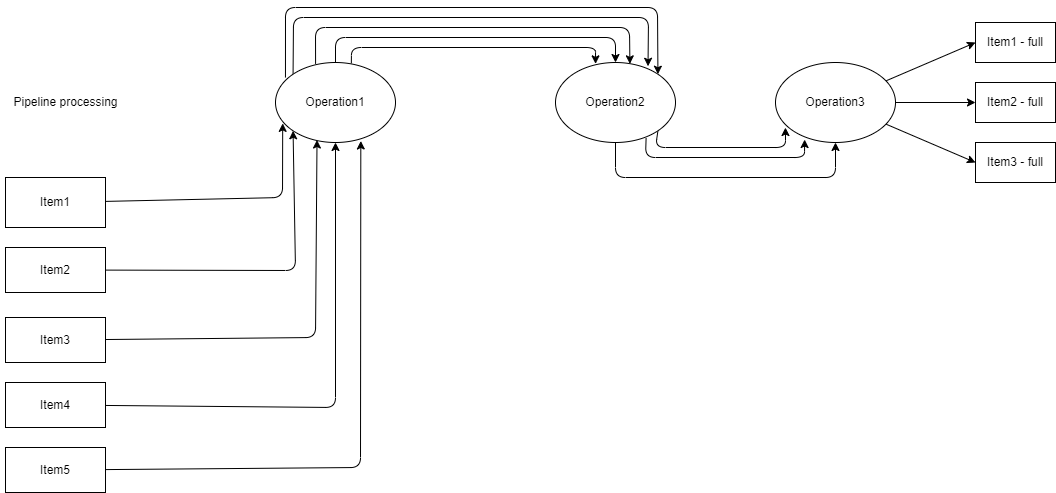 Pipeline processing
Operation1
Operation2
Operation3
Item1 - full
Item2 - full
Item3 - full
Item1
Item2
Item3
Item4
Item5